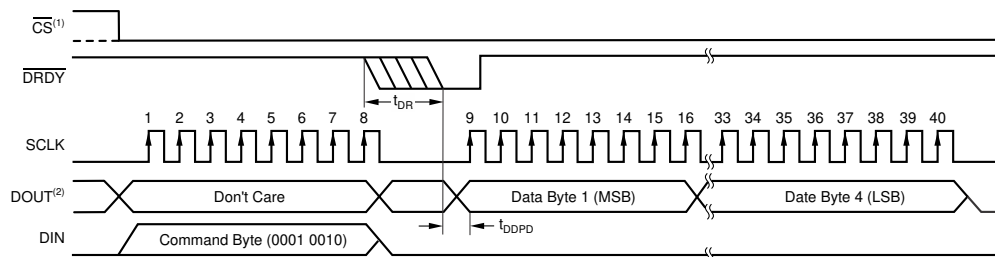 CS(1)
DRDY
tDR
1 2 3 4 5 6 7 8 9 10 11 12 13 14 15 16 33 34 35 36 37 38 39 40
SCLK
DOUT(2) Don't Care Data Byte 1 (MSB) Date Byte 4 (LSB)
tDDPD
DIN Command Byte (0001 0010)